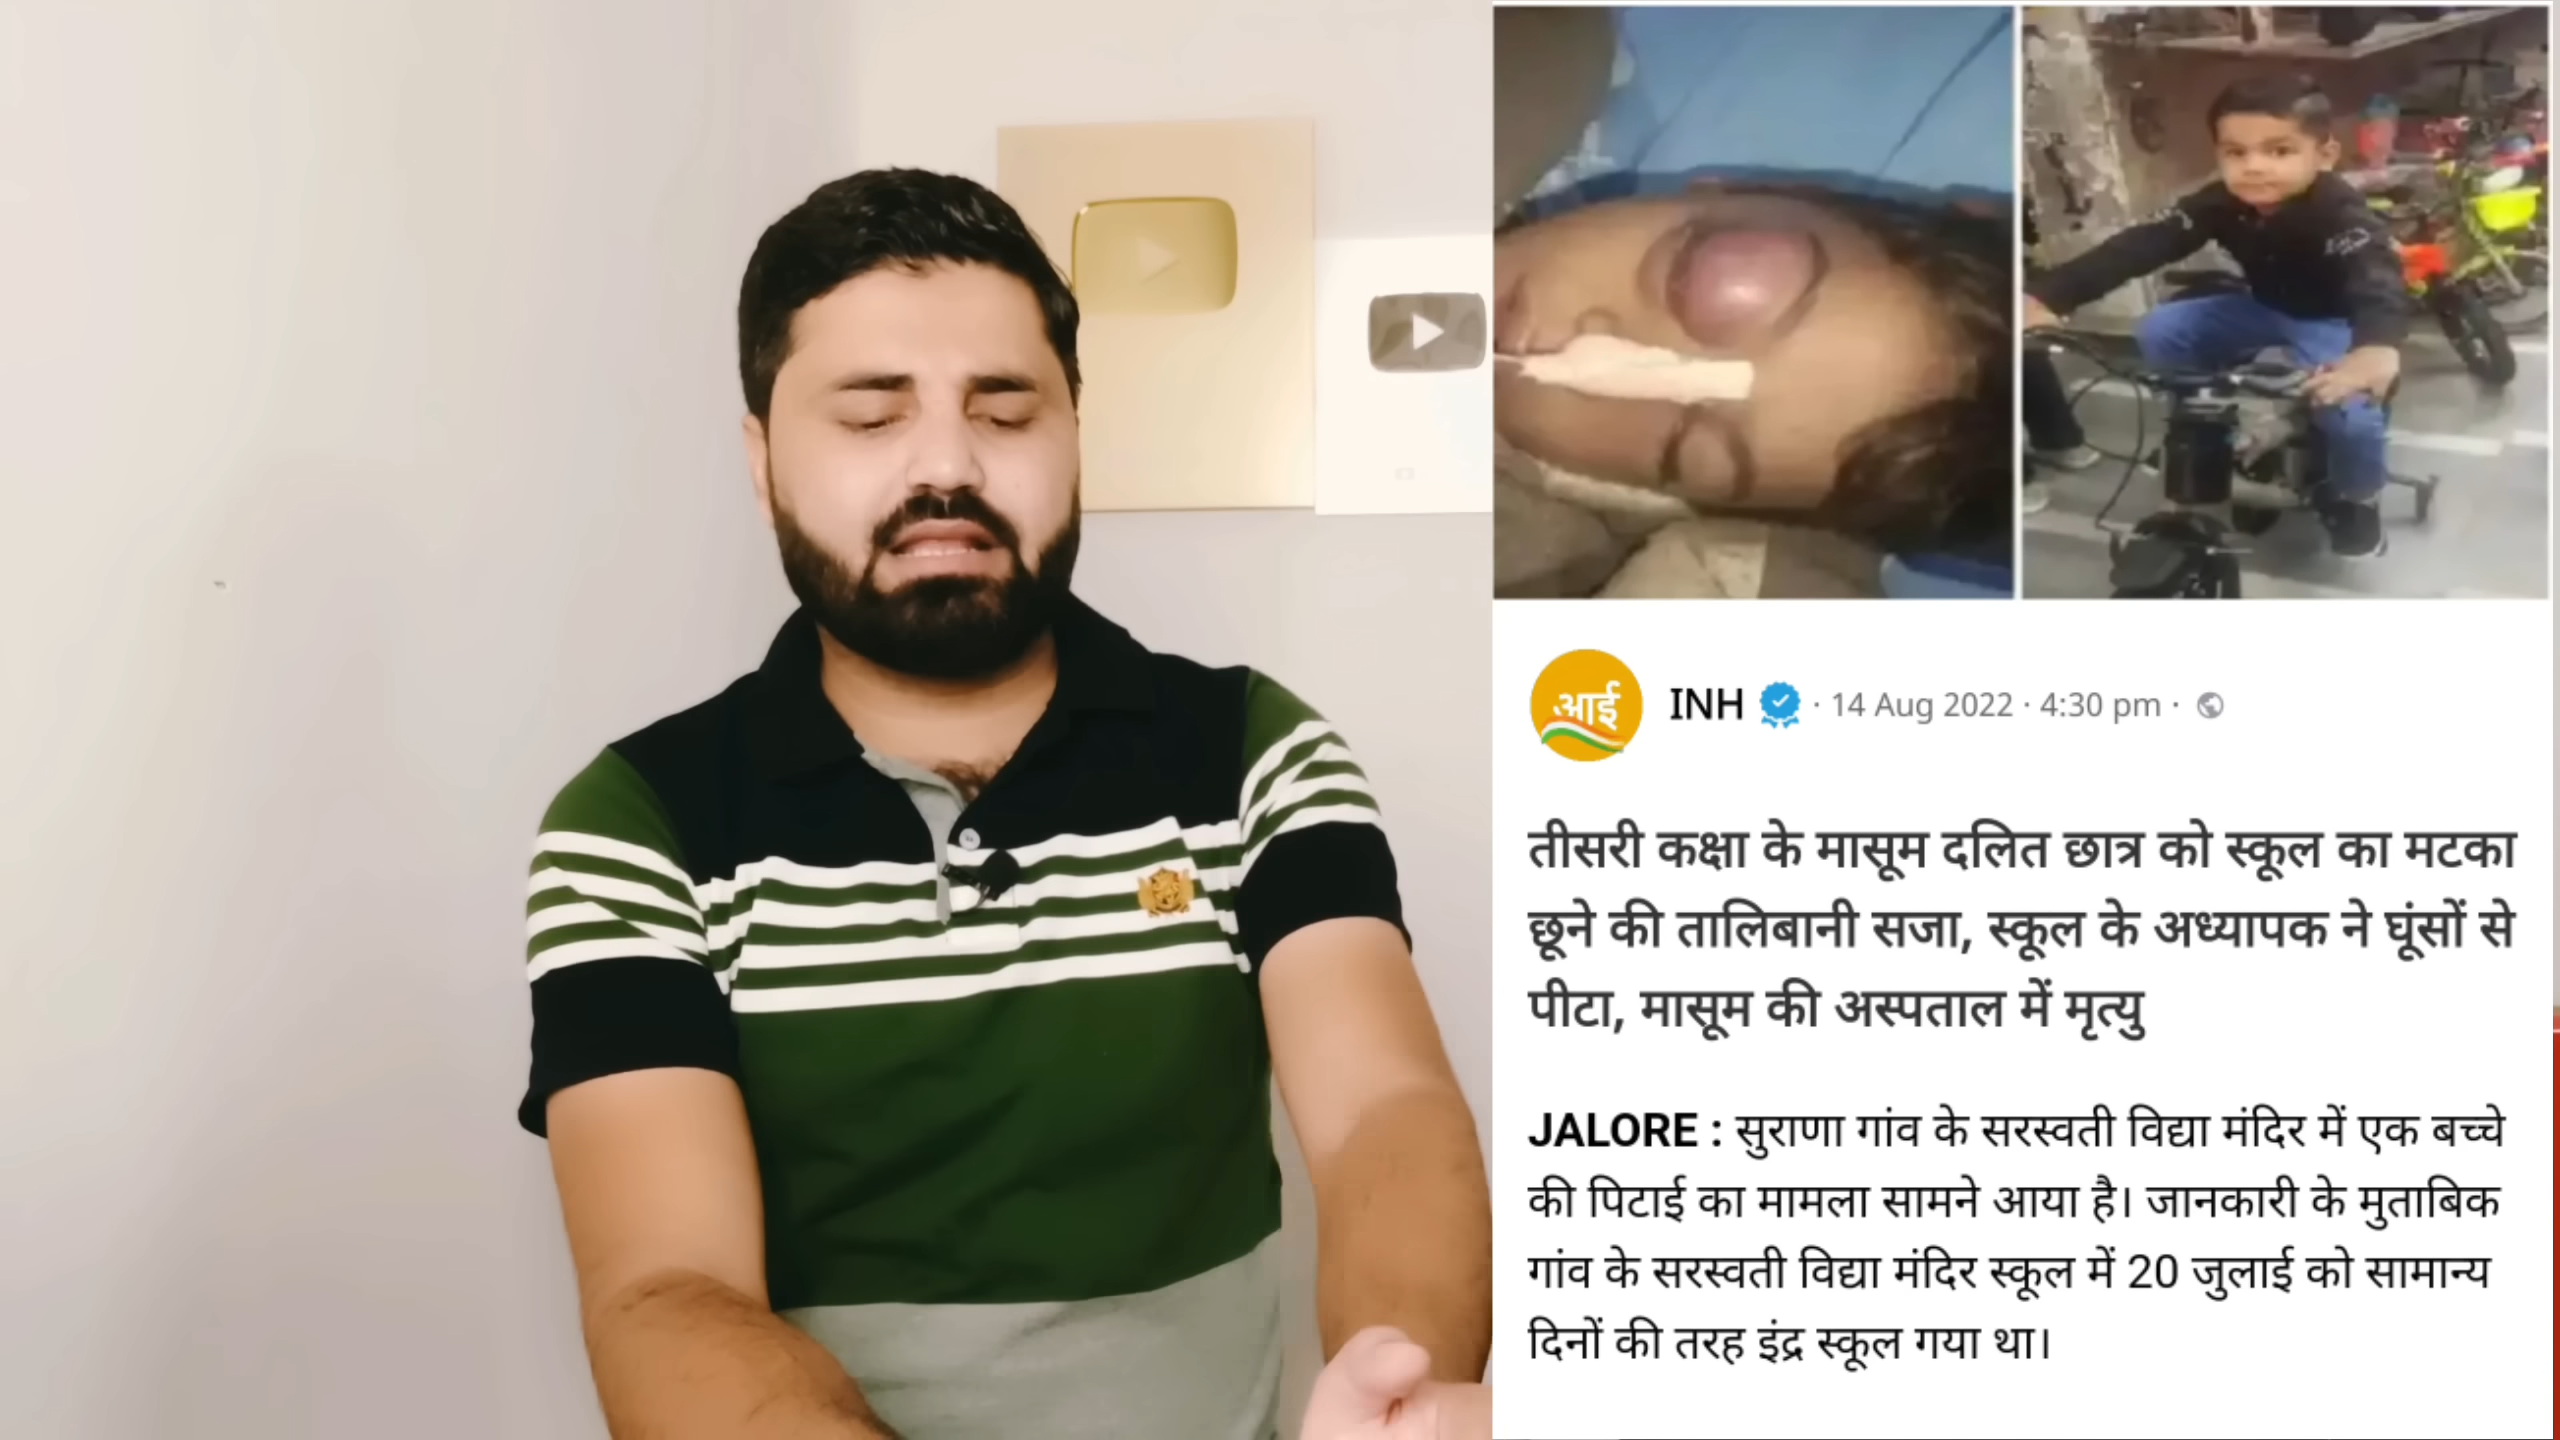 आई
INH · 14 Aug 2022 · 4:30 pm ·
तीसरी कक्षा के मासूम दलित छात्र को स्कूल का मटका
छूने की तालिबानी सजा, स्कूल के अध्यापक ने घूंसों से
पीटा, मासूम की अस्पताल में मृत्यु
JALORE : सुराणा गांव के सरस्वती विद्या मंदिर में एक बच्चे
की पिटाई का मामला सामने आया है। जानकारी के मुताबिक
गांव के सरस्वती विद्या मंदिर स्कूल में 20 जुलाई को सामान्य
दिनों की तरह इंद्र स्कूल गया था।